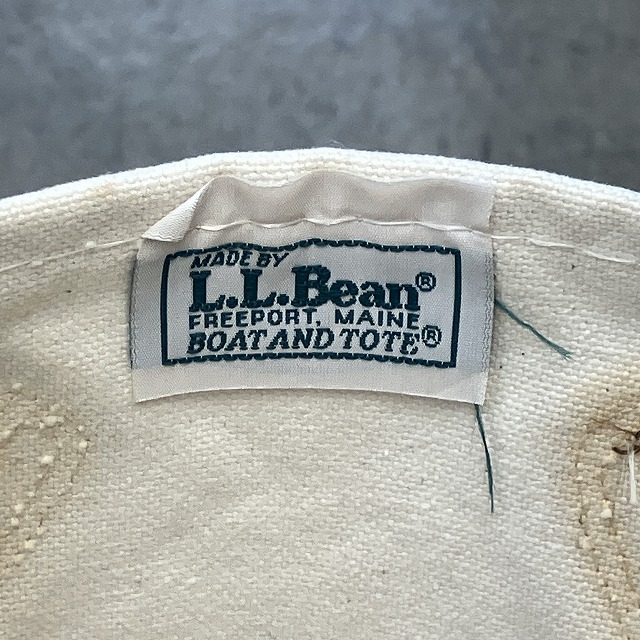 MADE BY
L.L.Bean®
FREEPORT, MAINE
BOAT AND TOTE®